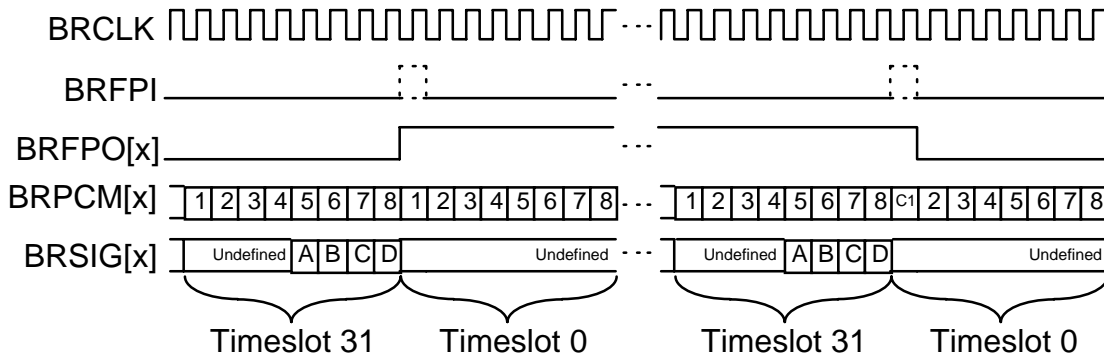 BRCLK
BRFPI
BRFPO[x]
BRPCM[x] 1 2 3 4 5 6 7 8 1 2 3 4 5 6 7 8 1 2 3 4 5 6 7 8 C1 2 3 4 5 6 7 8
BRSIG[x] Undefined A B C D Undefined Undefined A B C D Undefined
Timeslot 31 Timeslot 0 Timeslot 31 Timeslot 0